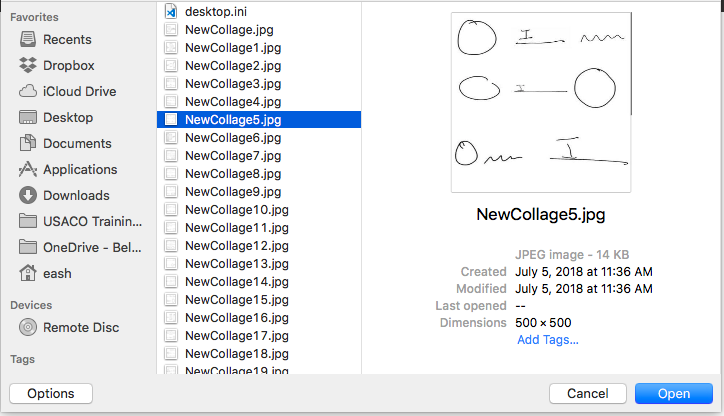 Favorites
Recents
Dropbox
iCloud Drive
Desktop
Documents
Applications
Downloads
USACO Trainin...
OneDrive - Bel...
eash
Devices
Remote Disc
Tags
desktop.ini
NewCollage.jpg
NewCollage1.jpg
NewCollage2.jpg
NewCollage3.jpg
NewCollage4.jpg
NewCollage5.jpg
NewCollage6.jpg
NewCollage7.jpg
NewCollage8.jpg
NewCollage9.jpg
NewCollage10.jpg
NewCollage11.jpg
NewCollage12.jpg
NewCollage13.jpg
NewCollage14.jpg
NewCollage15.jpg
NewCollage16.jpg
NewCollage17.jpg
NewCollage18.jpg
NewCollage19.jpg
I
I
I
NewCollage5.jpg
JPEG image - 14 KB
Created July 5, 2018 at 11:36 AM
Modified July 5, 2018 at 11:36 AM
Last opened --
Dimensions 500 × 500
Add Tags...
Options
Cancel
Open